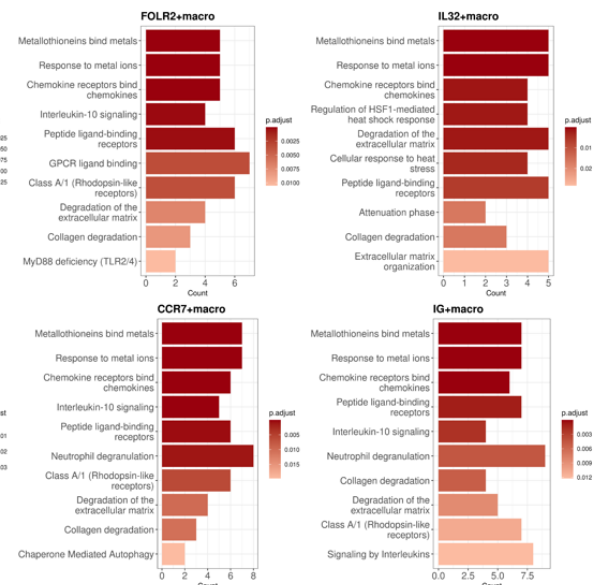 FOLR2+macro
Metallothioneins bind metals
Response to metal ions
Chemokine receptors bind
chemokines
Interleukin-10 signaling
Peptide ligand-binding
receptors
GPCR ligand binding
Class A/1 (Rhodopsin-like
receptors)
Degradation of the
extracellular matrix
Collagen degradation
MyD88 deficiency (TLR2/4)
0 2 4 6
Count
p.adjust
0.0025
0.0050
0.0075
0.0100
IL32+macro
Metallothioneins bind metals
Response to metal ions
Chemokine receptors bind
chemokines
Regulation of HSF1-mediated
heat shock response
Degradation of the
extracellular matrix
Cellular response to heat
stress
Peptide ligand-binding
receptors
Attenuation phase
Collagen degradation
Extracellular matrix
organization
0 1 2 3 4 5
Count
p.adjust
0.01
0.02
CCR7+macro
Metallothioneins bind metals
Response to metal ions
Chemokine receptors bind
chemokines
Interleukin-10 signaling
Peptide ligand-binding
receptors
Neutrophil degranulation
Class A/1 (Rhodopsin-like
receptors)
Degradation of the
extracellular matrix
Collagen degradation
Chaperone Mediated Autophagy
0 2 4 6 8
p.adjust
0.005
0.010
0.015
IG+macro
Metallothioneins bind metals
Response to metal ions
Chemokine receptors bind
chemokines
Peptide ligand-binding
receptors
Interleukin-10 signaling
Neutrophil degranulation
Collagen degradation
Degradation of the
extracellular matrix
Class A/1 (Rhodopsin-like
receptors)
Signaling by Interleukins
0.0 2.5 5.0 7.5
p.adjust
0.003
0.006
0.009
0.012